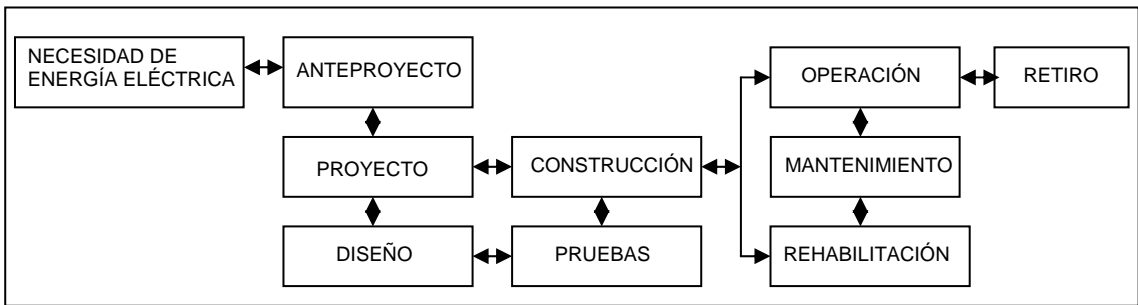 NECESIDAD DE
ENERGÍA ELÉCTRICA
ANTEPROYECTO
OPERACIÓN
RETIRO
PROYECTO
CONSTRUCCIÓN
MANTENIMIENTO
DISEÑO
PRUEBAS
REHABILITACIÓN